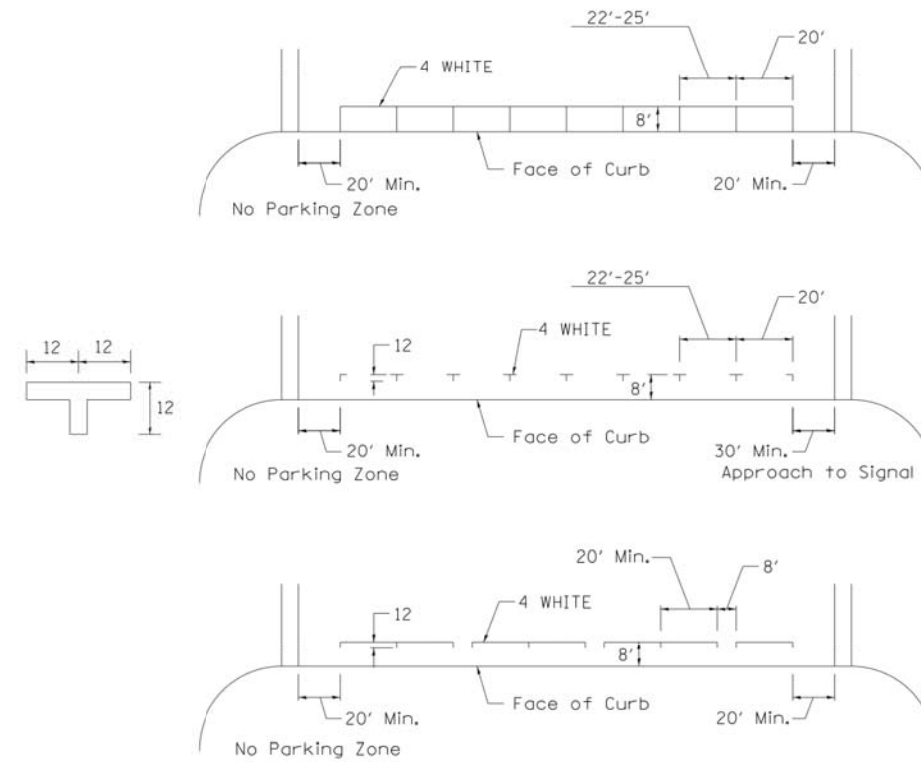 22'-25'
20'
4 WHITE
8'
Face of Curb
20' Min.
20' Min.
No Parking Zone
22'-25'
20'
4 WHITE
12
12
12
12
8'
Face of Curb
20' Min.
30' Min.
No Parking Zone
Approach to Signal
20' Min.
8'
4 WHITE
12
8'
Face of Curb
20' Min.
20' Min.
No Parking Zone